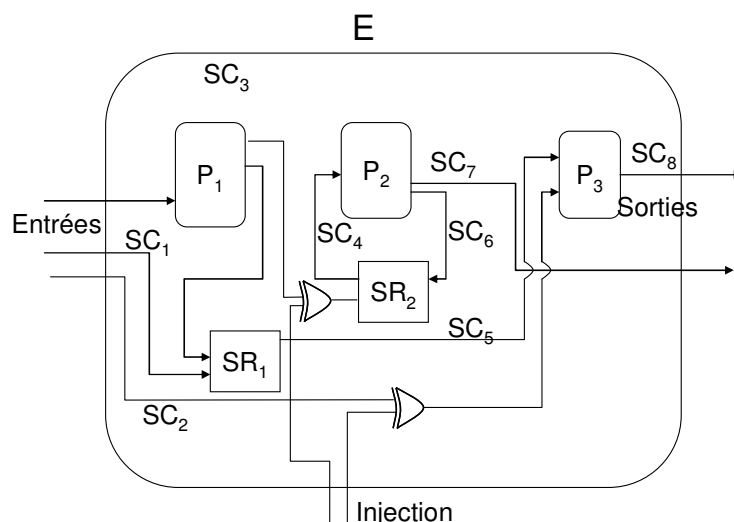 E
SC₃
P₁
P₂
SC₇
P₃
SC₈
Entrées
SC₁
SC₄
SC₆
Sorties
SR₂
SR₁
SC₅
SC₂
Injection